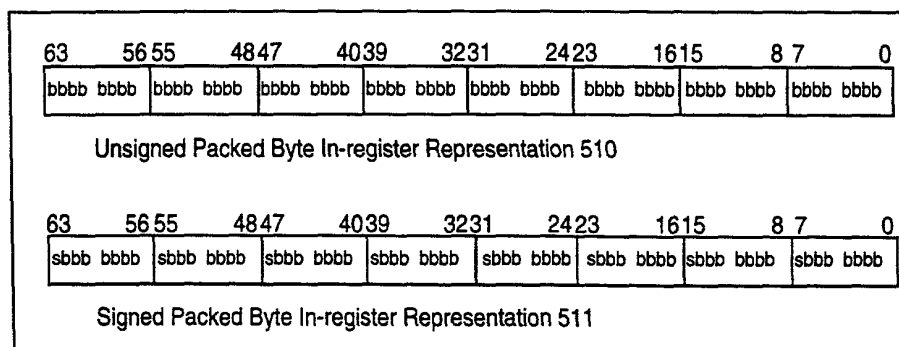 63 56 55 48 47 40 39 32 31 24 23 16 15 8 7 0
bbbb bbbb bbbb bbbb bbbb bbbb bbbb bbbb bbbb bbbb bbbb bbbb bbbb bbbb bbbb bbbb
Unsigned Packed Byte In-register Representation 510
63 56 55 48 47 40 39 32 31 24 23 16 15 8 7 0
sbbb bbbb sbbb bbbb sbbb bbbb sbbb bbbb sbbb bbbb sbbb bbbb sbbb bbbb sbbb bbbb
Signed Packed Byte In-register Representation 511